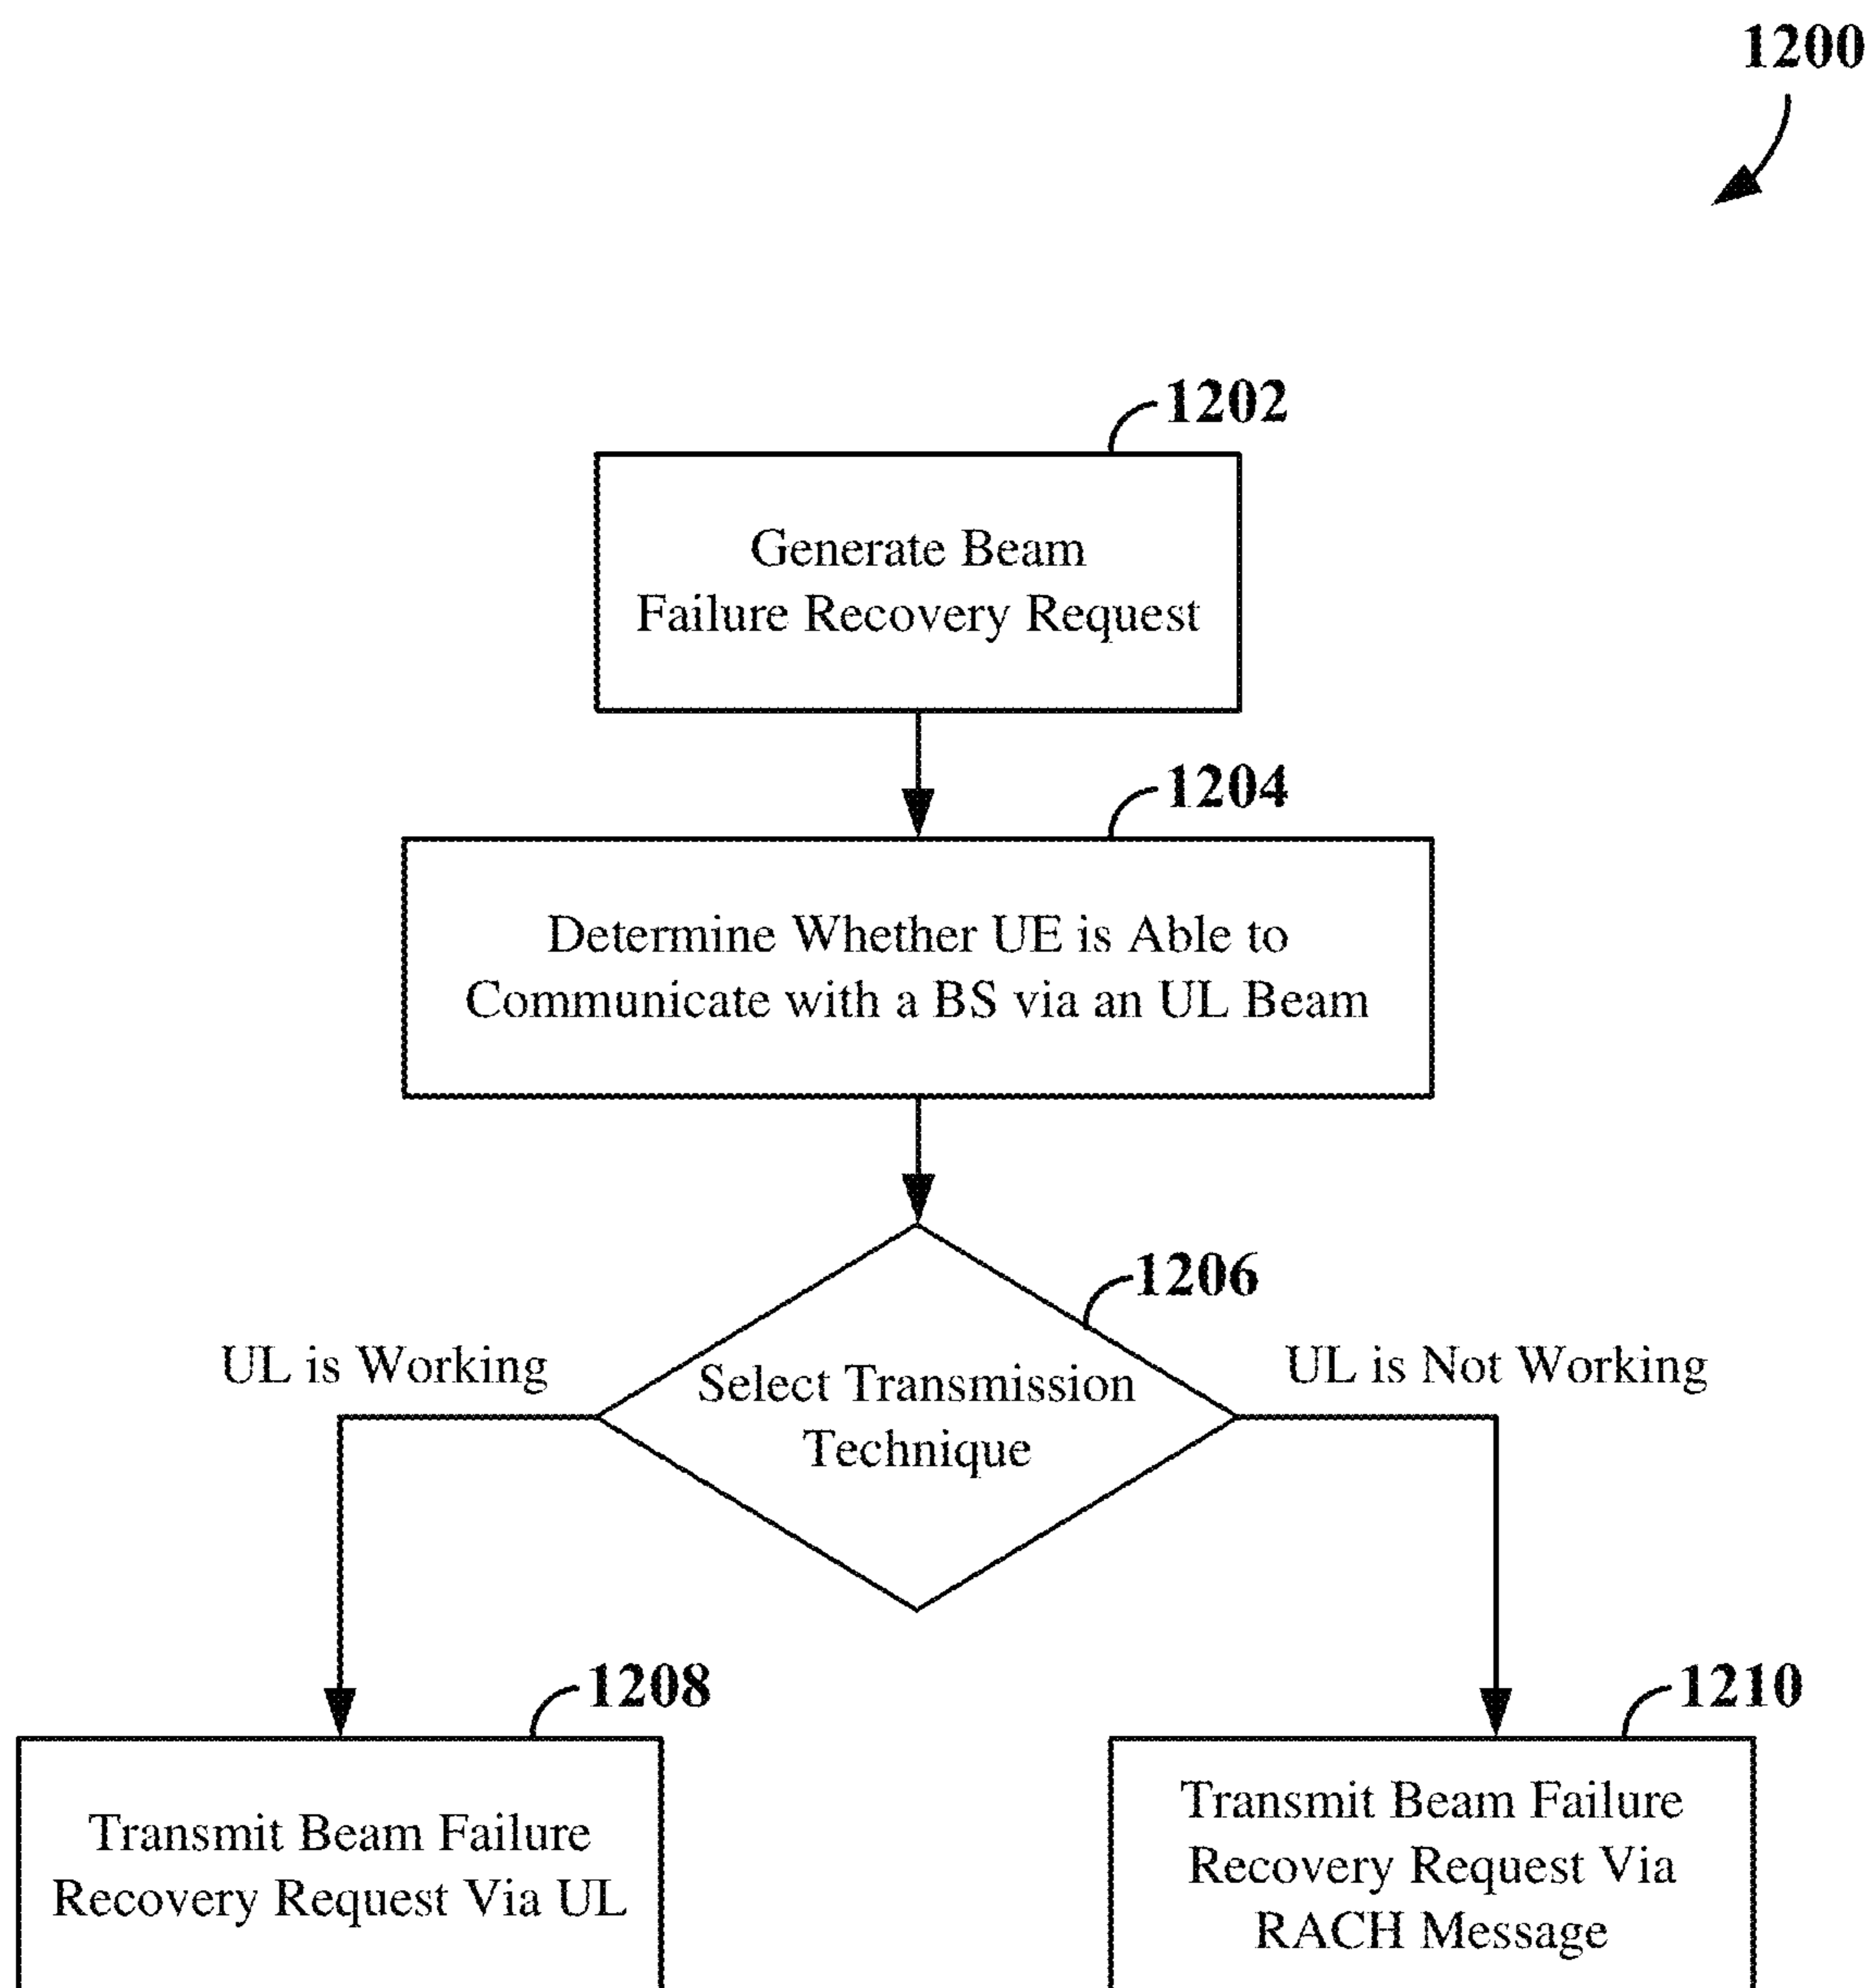 1200
1202
Generate Beam
Failure Recovery Request
1204
Determine Whether UE is Able to
Communicate with a BS via an UL Beam
1206
UL is Working
Select Transmission
Technique
UL is Not Working
1208
Transmit Beam Failure
Recovery Request Via UL
1210
Transmit Beam Failure
Recovery Request Via
RACH Message